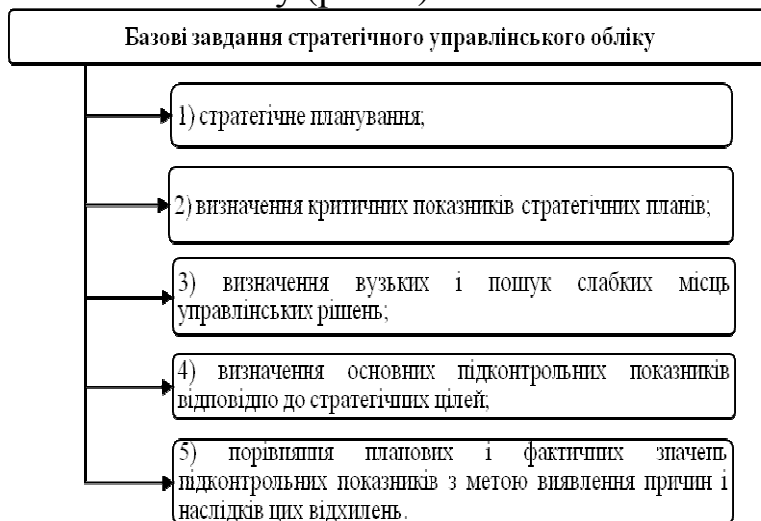 Базові завдання стратегічного управлінського обліку
1) стратегічне планування;
2) визначення критичних показників стратегічних планів;
3) визначення вузьких і пошук слабких місць
управлінських рішень;
4) визначення основних підконтрольних показників
відповідно до стратегічних цілей;
5) порівняння планових і фактичних значень
підконтрольних показників з метою виявлення причин і
наслідків цих відхилень.